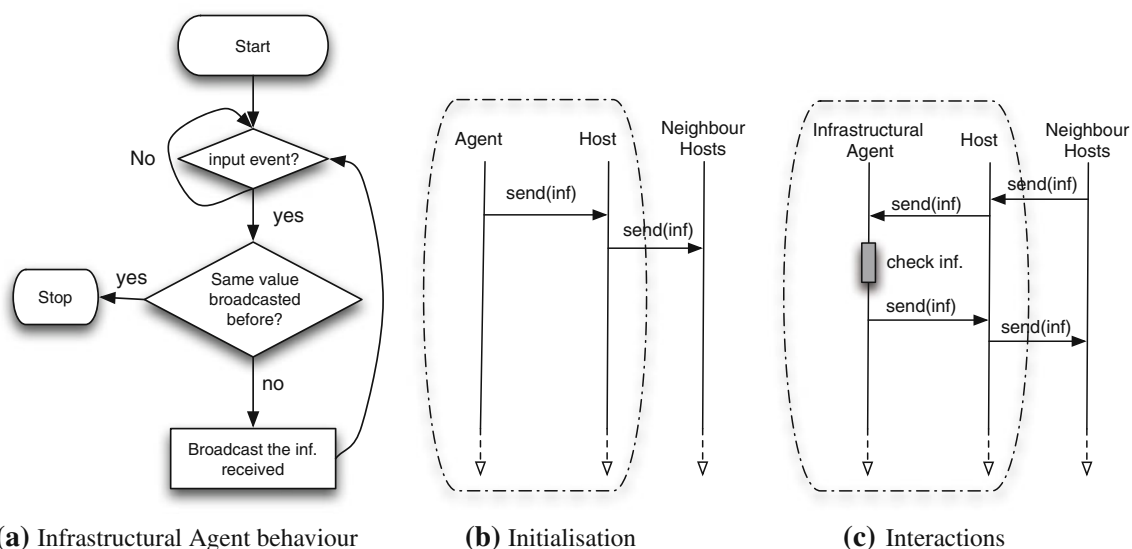 Start
No
input event?
yes
yes
Same value
broadcasted
before?
Stop
no
Broadcast the inf.
received
(a) Infrastructural Agent behaviour
Agent
Host
Neighbour
Hosts
send(inf)
send(inf)
(b) Initialisation
Infrastructural
Agent
Host
Neighbour
Hosts
send(inf)
send(inf)
check inf.
send(inf)
send(inf)
(c) Interactions